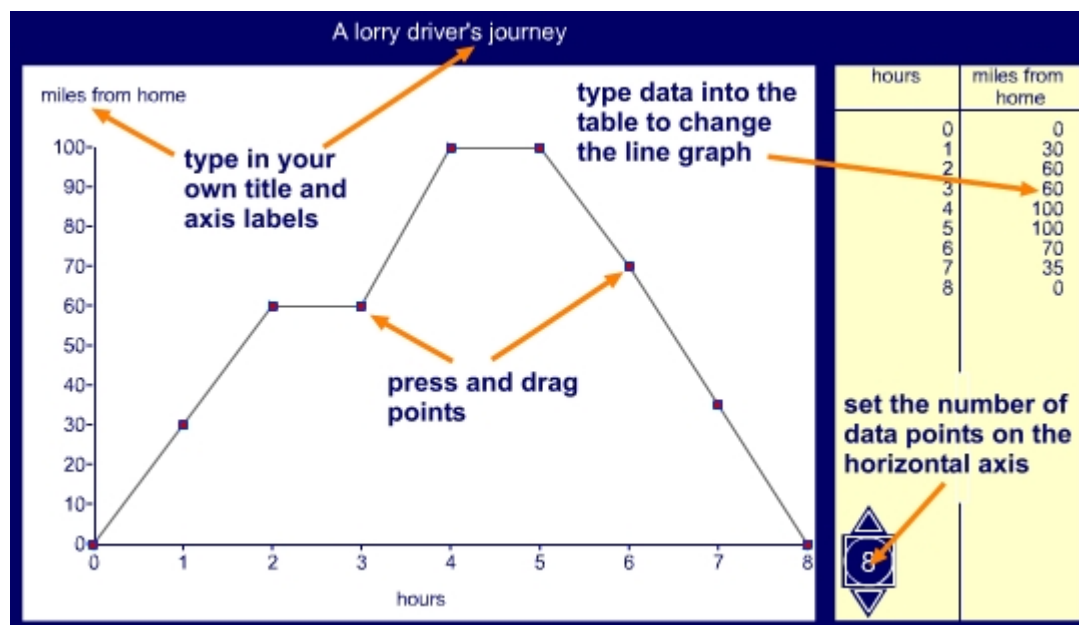 A lorry driver's journey
miles from home
type in your
own title and
axis labels
type data into the
table to change
the line graph
100
90
80
70
60
50
40
30
20
10
0
press and drag
points
0 1 2 3 4 5 6 7 8
hours
hours miles from
home
0 0
1 30
2 60
3 60
4 100
5 100
6 70
7 35
8 0
set the number of
data points on the
horizontal axis
8